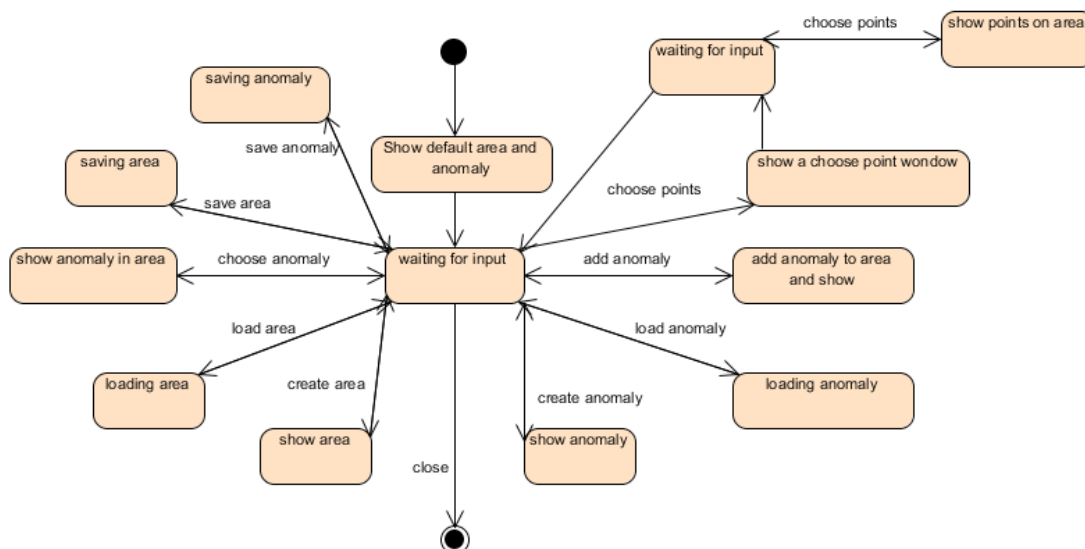 choose points
show points on area
waiting for input
saving anomaly
save anomaly
Show default area and
anomaly
show a choose point wondow
saving area
choose points
save area
show anomaly in area
choose anomaly
waiting for input
add anomaly
add anomaly to area
and show
load area
load anomaly
loading area
create area
create anomaly
loading anomaly
show area
show anomaly
close